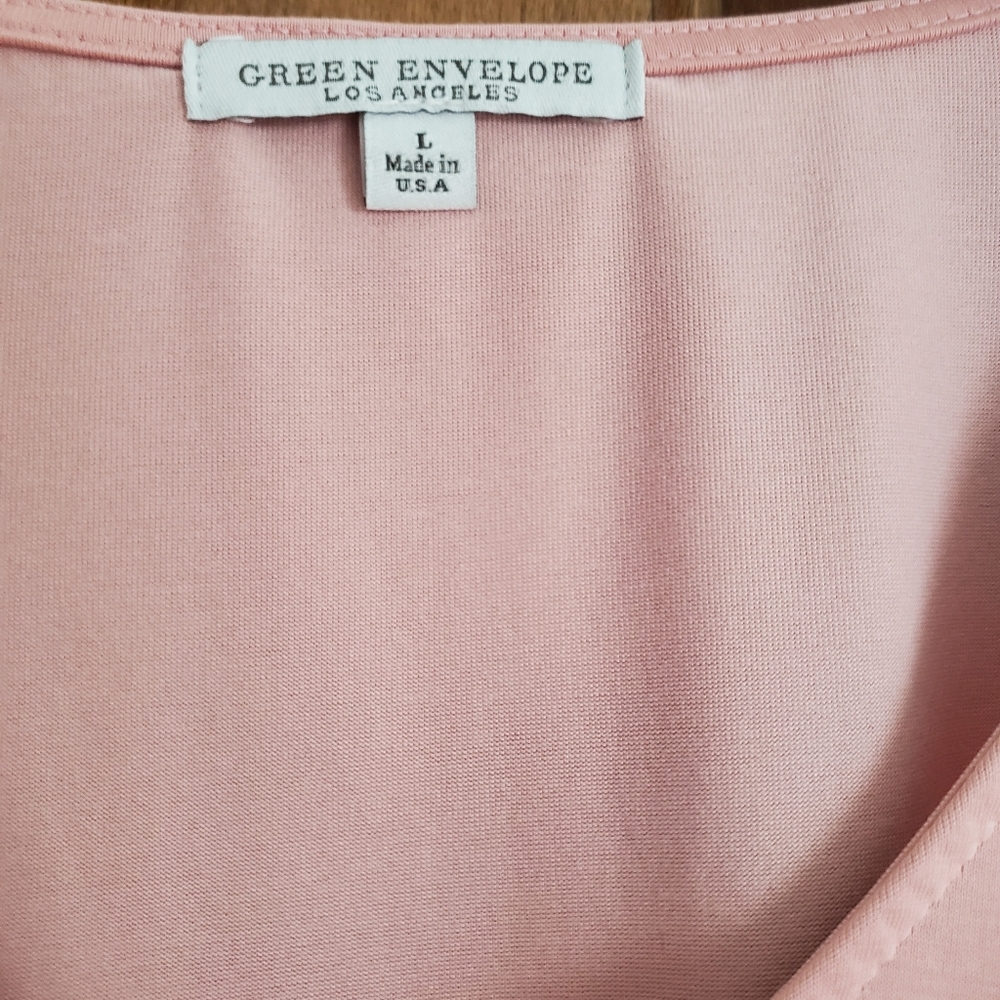 GREEN ENVELOPE
LOS ANGELES
L
Made in
U.S.A